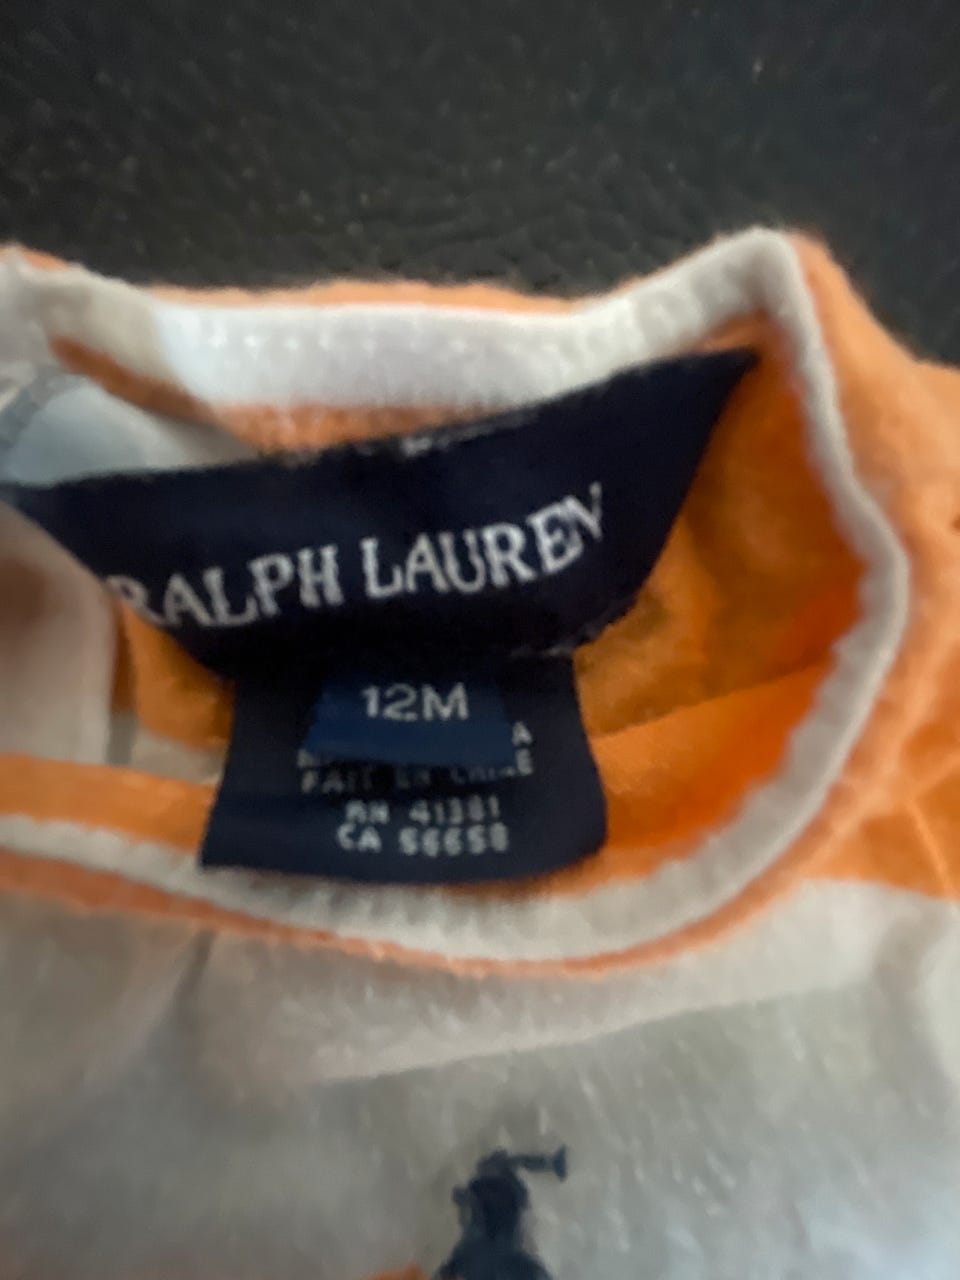 RALPH LAUREN
12M
A
FAIT EN CHINE
RN 41381
CA 56658